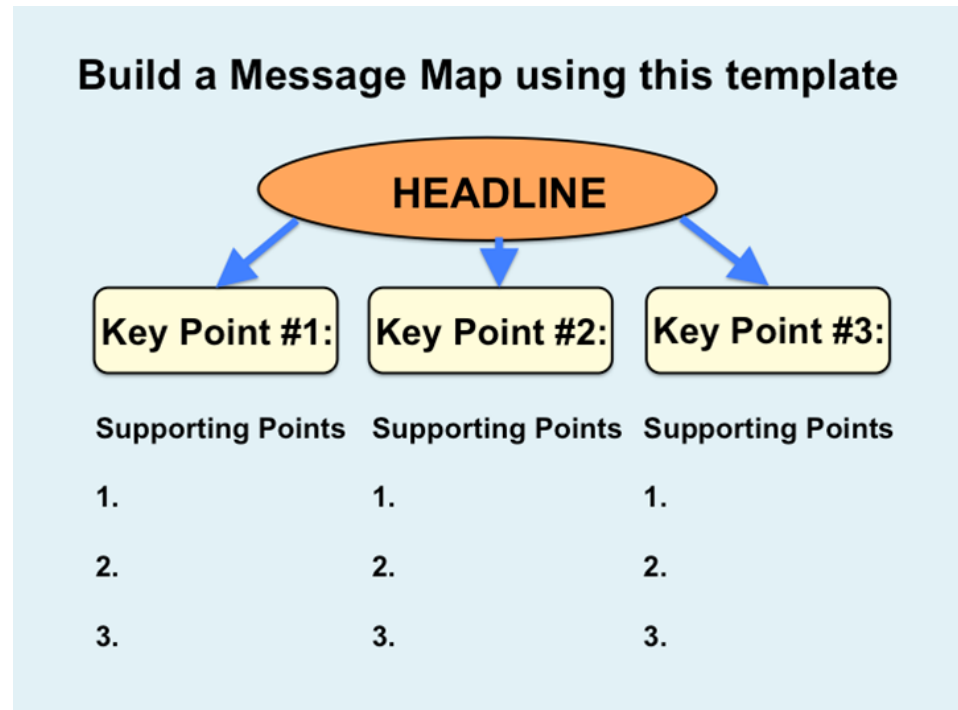 Build a Message Map using this template
HEADLINE
Key Point #1:
Key Point #2:
Key Point #3:
Supporting Points
1.
2.
3.
Supporting Points
1.
2.
3.
Supporting Points
1.
2.
3.